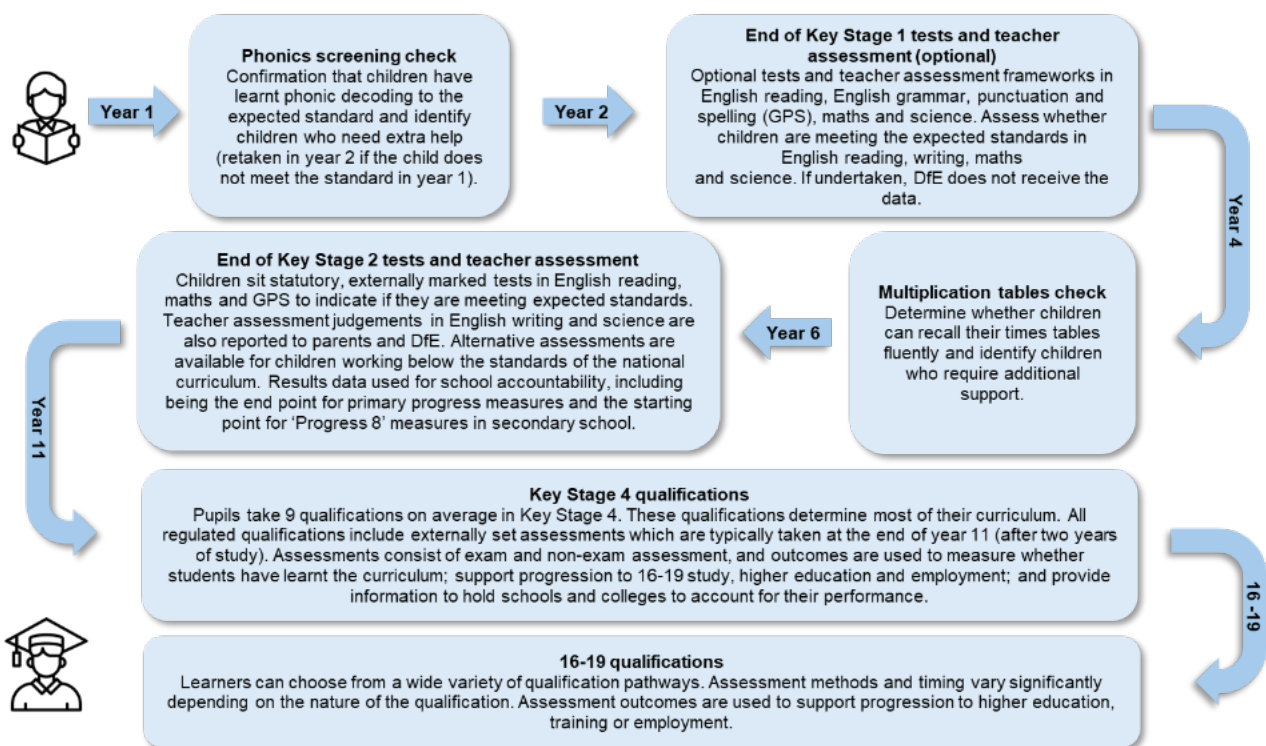 Year 1
Phonics screening check
Confirmation that children have
learnt phonic decoding to the
expected standard and identify
children who need extra help
(retaken in year 2 if the child does
not meet the standard in year 1).
Year 2
End of Key Stage 1 tests and teacher
assessment (optional)
Optional tests and teacher assessment frameworks in
English reading, English grammar, punctuation and
spelling (GPS), maths and science. Assess whether
children are meeting the expected standards in
English reading, writing, maths
and science. If undertaken, DfE does not receive the
data.
Year 4
Multiplication tables check
Determine whether children
can recall their times tables
fluently and identify children
who require additional
support.
Year 6
End of Key Stage 2 tests and teacher assessment
Children sit statutory, externally marked tests in English reading,
maths and GPS to indicate if they are meeting expected standards.
Teacher assessment judgements in English writing and science are
also reported to parents and DfE. Alternative assessments are
available for children working below the standards of the national
curriculum. Results data used for school accountability, including
being the end point for primary progress measures and the starting
point for ‘Progress 8’ measures in secondary school.
Year 11
Key Stage 4 qualifications
Pupils take 9 qualifications on average in Key Stage 4. These qualifications determine most of their curriculum. All
regulated qualifications include externally set assessments which are typically taken at the end of year 11 (after two years
of study). Assessments consist of exam and non-exam assessment, and outcomes are used to measure whether
students have learnt the curriculum; support progression to 16-19 study, higher education and employment; and provide
information to hold schools and colleges to account for their performance.
16 -19
16-19 qualifications
Learners can choose from a wide variety of qualification pathways. Assessment methods and timing vary significantly
depending on the nature of the qualification. Assessment outcomes are used to support progression to higher education,
training or employment.